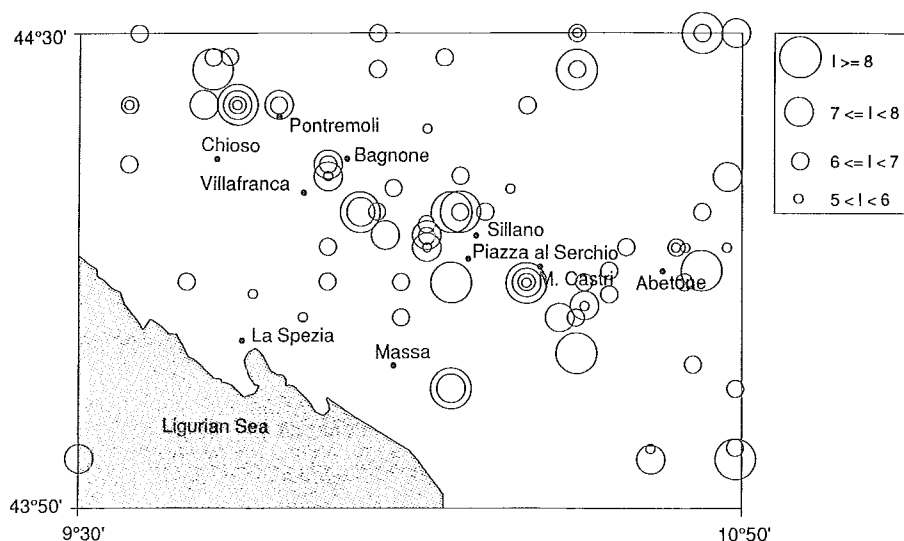 44°30'
I >= 8
7 <= I < 8
6 <= I < 7
5 < I < 6
Pontremoli
Chioso
Bagnone
Villafranca
Sillano
Piazza al Serchio
M. Castri
Abetone
La Spezia
Massa
Ligurian Sea
43°50'
9°30'
10°50'